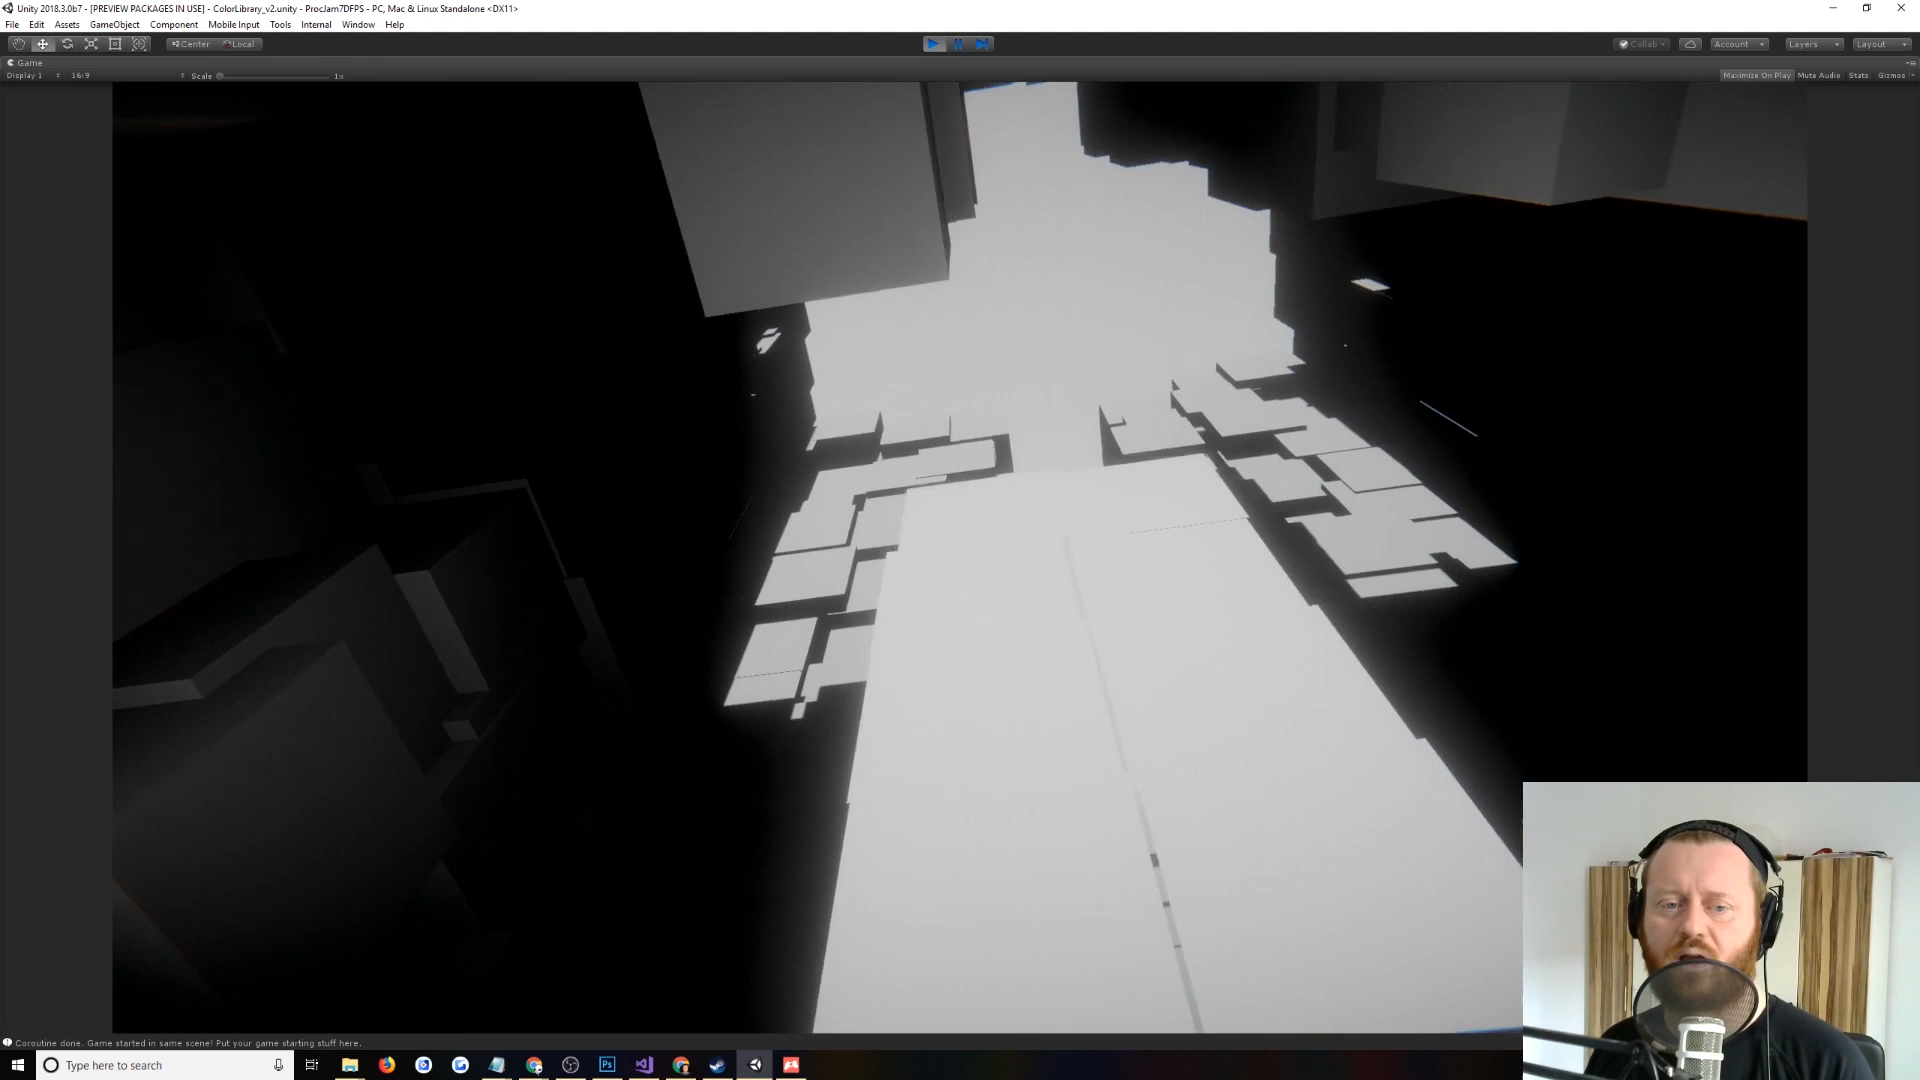 Unity 2018.3.0b7 - [PREVIEW PACKAGES IN USE] - ColorLibrary_v2.unity - ProcJam7DFPS - PC, Mac & Linux Standalone <DX11>
File Edit Assets GameObject Component Mobile Input Tools Internal Window Help
Center Local Collab Account Layers Layout
Game
Display 1 16:9 Scale 1x Maximize On Play Mute Audio Stats Gizmos
Coroutine done. Game started in same scene! Put your game starting stuff here.
Type here to search
Ps